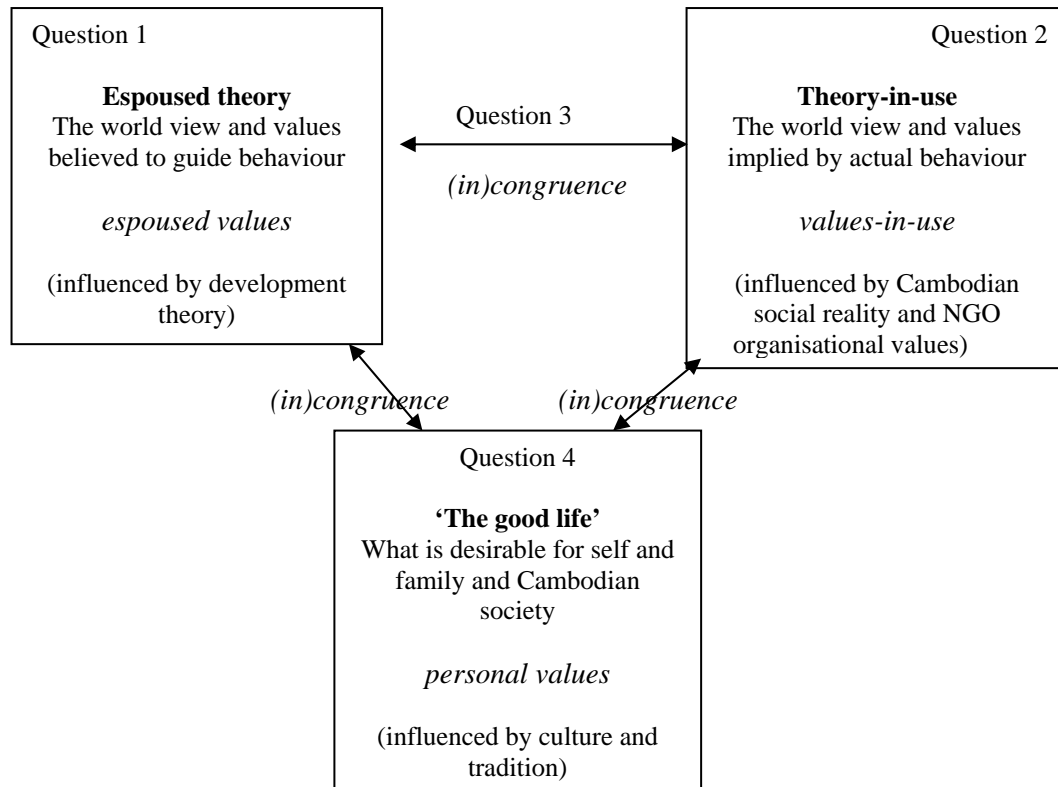 Question 1
Espoused theory
The world view and values
believed to guide behaviour
espoused values
(influenced by development
theory)
Question 3
(in)congruence
Question 2
Theory-in-use
The world view and values
implied by actual behaviour
values-in-use
(influenced by Cambodian
social reality and NGO
organisational values)
(in)congruence
(in)congruence
Question 4
‘The good life’
What is desirable for self and
family and Cambodian
society
personal values
(influenced by culture and
tradition)